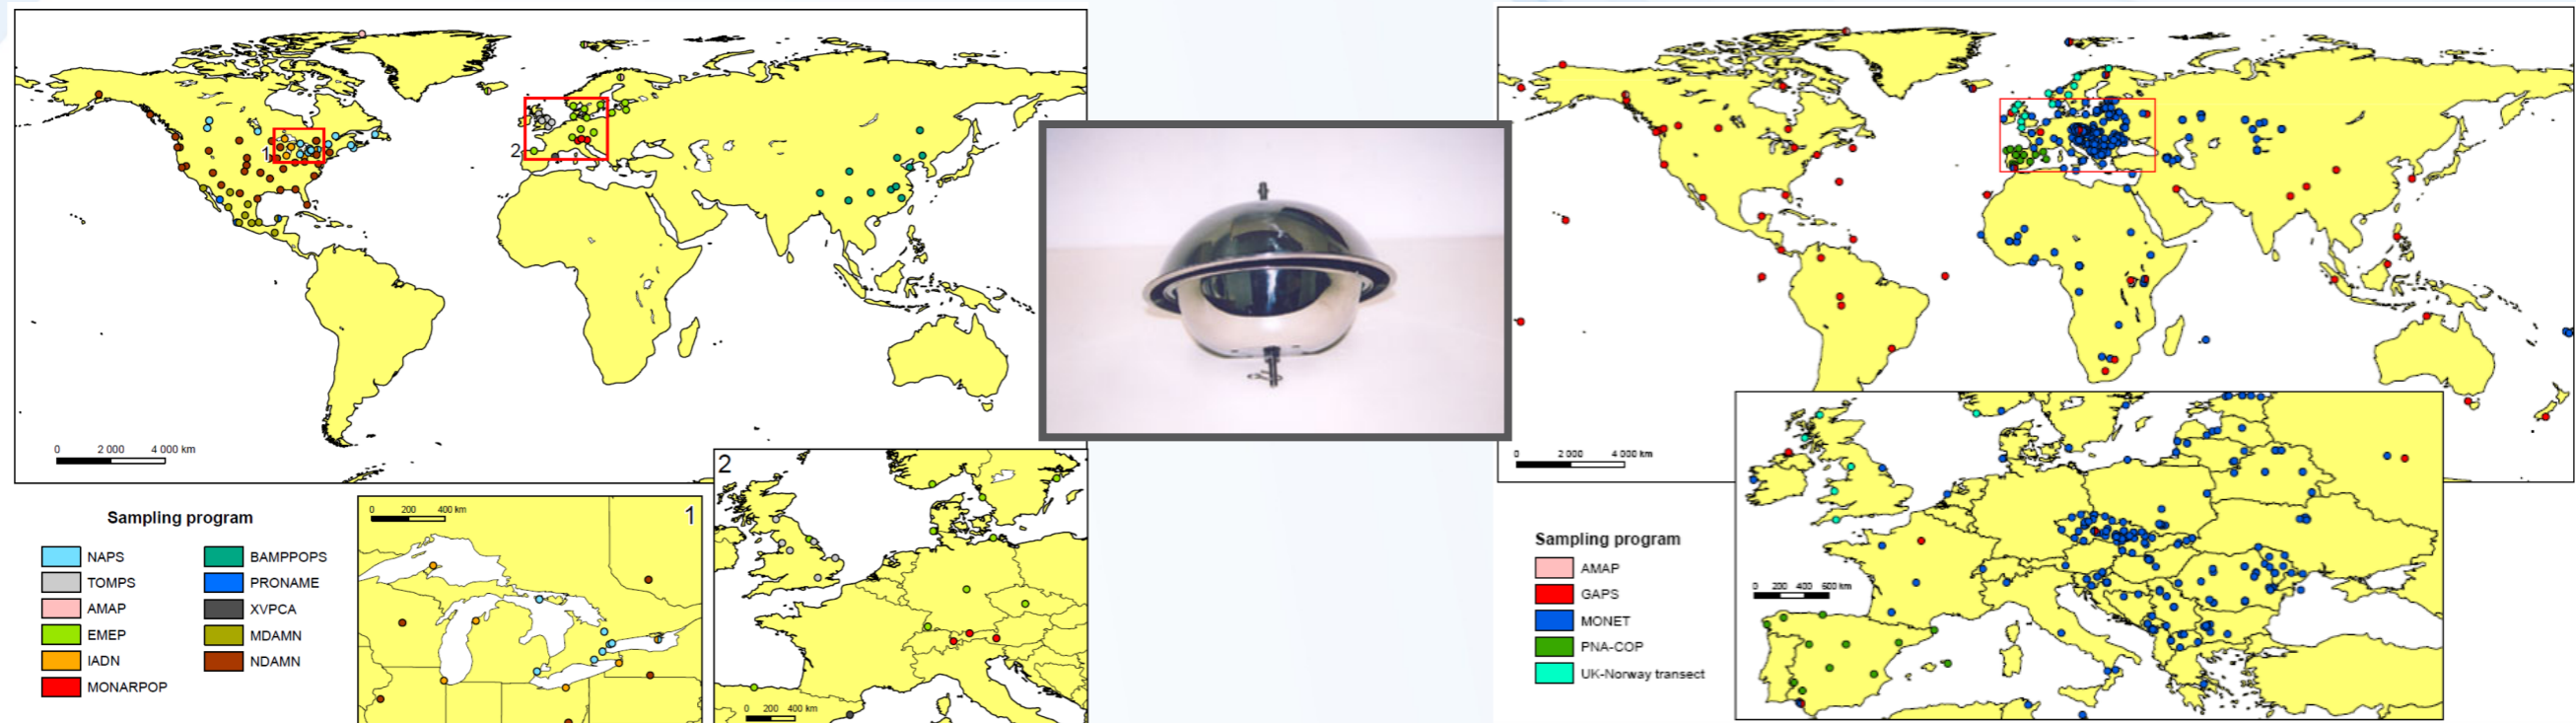 1
2
0 2 000 4 000 km
Sampling program
NAPS
TOMPS
AMAP
EMEP
IADN
MONARPOP
BAMPPOPS
PRONAME
XVPCA
MDAMN
NDAMN
0 200 400 km
1
2
0 200 400 km
0 2 000 4 000 km
Sampling program
AMAP
GAPS
MONET
PNA-COP
UK-Norway transect
0 200 400 600 km